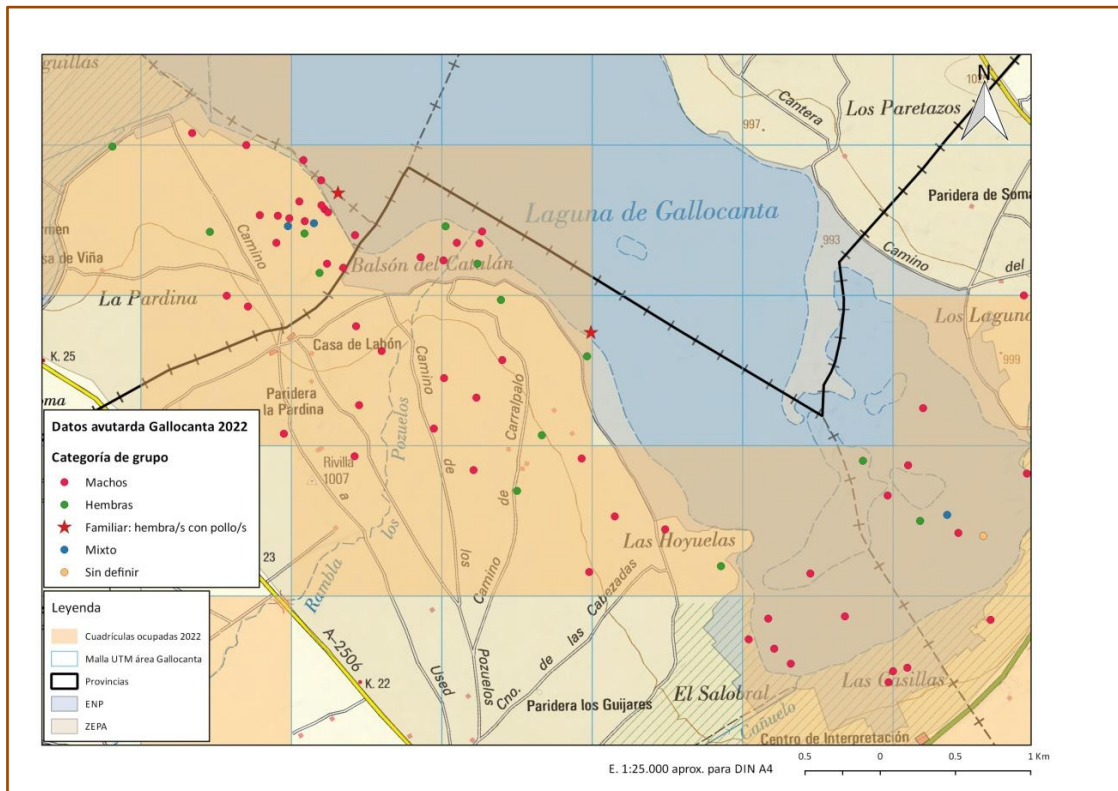 guillas
Cantera
Los Paretazos
N
997
Paridera de Soma
Laguna de Gallocanta
993
Camino
del
Camino
sa de Viña
Balsón del Catalán
La Pardina
Los Laguna
Casa de Labón
999
K. 25
oma
Paridera
la Pardina
Camino
Carralpalo
Pozuelos
Rivilla
1007
a
los
de
de
Rambla
los
Camino
Las Hoyuelas
23
Cabezadas
las
de
Cno.
A-2506
K. 22
Used
Pozuelos
Paridera los Guijares
El Salobral
Cañuelo
Las Casillas
Centro de Interpretación
Datos avutarda Gallocanta 2022
Categoría de grupo
Machos
Hembras
Familiar: hembra/s con pollo/s
Mixto
Sin definir
Leyenda
Cuadrículas ocupadas 2022
Malla UTM área Gallocanta
Provincias
ENP
ZEPA
E. 1:25.000 aprox. para DIN A4
0.5 0 0.5 1 Km